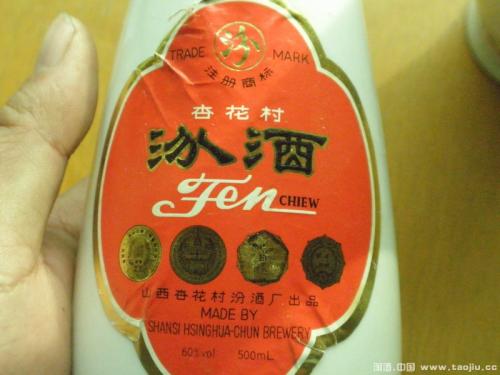 汾
TRADE MARK
注册商标
杏花村
汾酒
Fen CHIEW
山西杏花村汾酒厂出品
MADE BY
SHANSI HSINGHUA-CHUN BREWERY
60%vol 500mL
国酒.中国 www.taojiu.cc